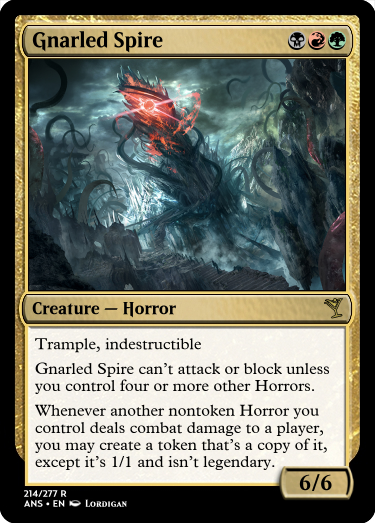 Gnarled Spire
Creature — Horror
Trample, indestructible
Gnarled Spire can't attack or block unless
you control four or more other Horrors.
Whenever another nontoken Horror you
control deals combat damage to a player,
you may create a token that's a copy of it,
except it's 1/1 and isn't legendary.
6/6
214/277 R
ANS • EN Lordigan